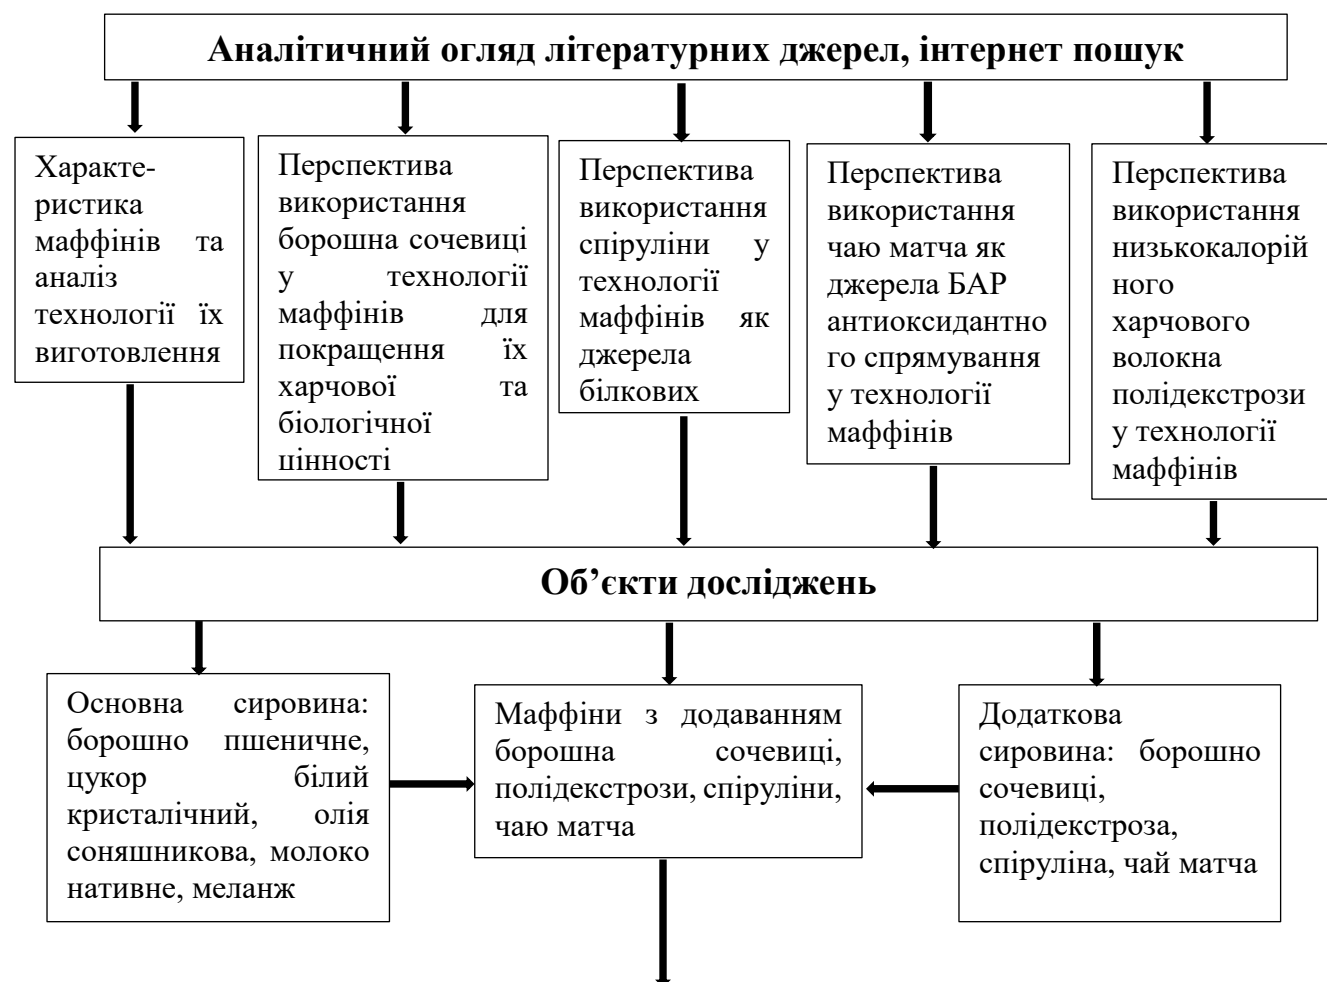 Аналітичний огляд літературних джерел, інтернет пошук
Характе-
ристика
маффінів та
аналіз
технології їх
виготовлення
Перспектива
використання
борошна сочевиці
у технології
маффінів для
покращення їх
харчової та
біологічної
цінності
Перспектива
використання
спіруліни у
технології
маффінів як
джерела
білкових
Перспектива
використання
чаю матча як
джерела БАР
антиоксидантно
го спрямування
у технології
маффінів
Перспектива
використання
низькокалорій
ного
харчового
волокна
полідекстрози
у технології
маффінів
Об’єкти досліджень
Основна сировина:
борошно пшеничне,
цукор білий
кристалічний, олія
соняшникова, молоко
нативне, меланж
Маффіни з додаванням
борошна сочевиці,
полідекстрози, спіруліни,
чаю матча
Додаткова
сировина: борошно
сочевиці,
полідекстроза,
спіруліна, чай матча